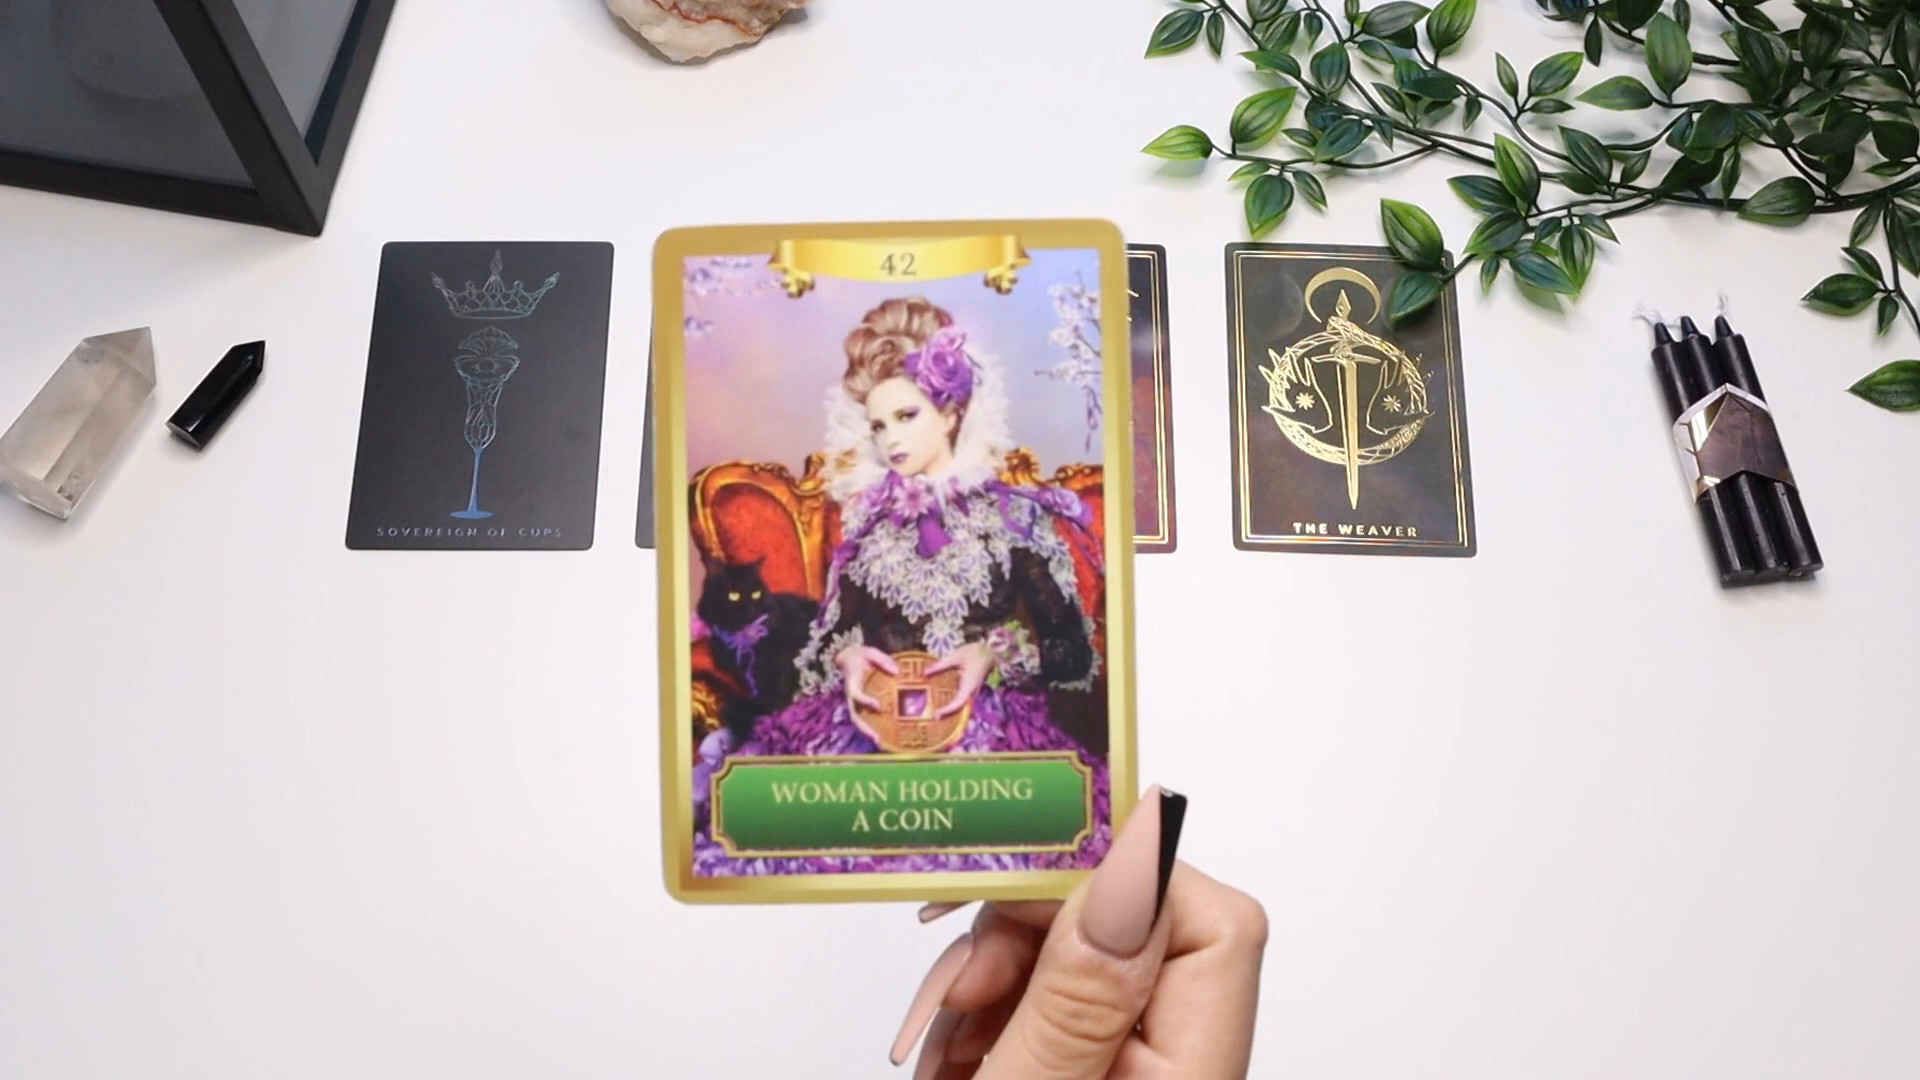 42
WOMAN HOLDING
A COIN
SOVEREIGN OF CUPS
THE WEAVER